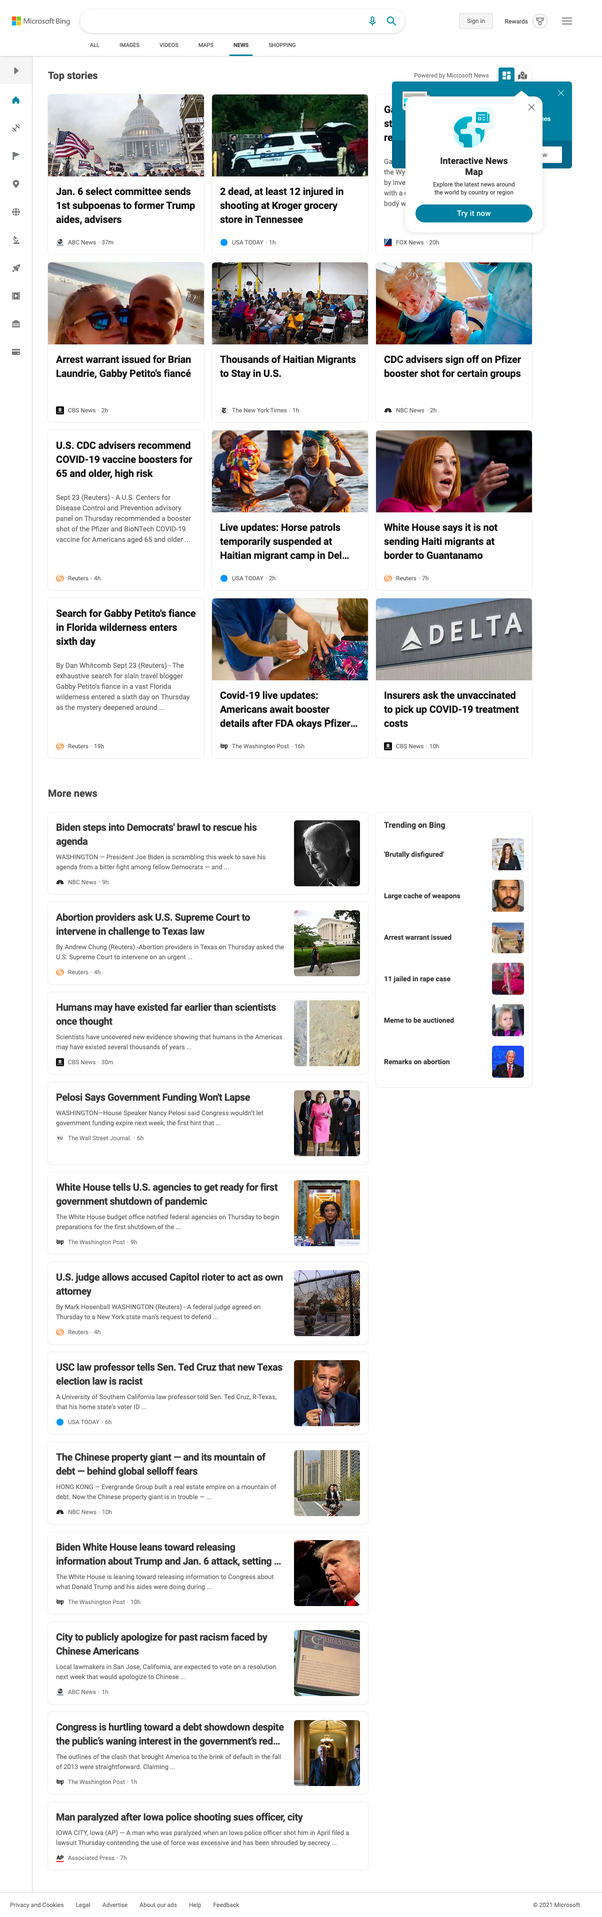 Microsoft Bing
Sign in
Rewards
ALL
IMAGES
VIDEOS
MAPS
NEWS
SHOPPING
Top stories
Powered by Microsoft News
Interactive News
Map
Explore the latest news around
the world by country or region
Try it now
Jan. 6 select committee sends
1st subpoenas to former Trump
aides, advisers
ABC News · 37m
2 dead, at least 12 injured in
shooting at Kroger grocery
store in Tennessee
USA TODAY · 1h
Ga
st
re
Ga
the Wy
by inve
with a c
body w
FOX News · 20h
Arrest warrant issued for Brian
Laundrie, Gabby Petito's fiancé
CBS News · 2h
Thousands of Haitian Migrants
to Stay in U.S.
The New York Times · 1h
CDC advisers sign off on Pfizer
booster shot for certain groups
NBC News · 2h
U.S. CDC advisers recommend
COVID-19 vaccine boosters for
65 and older, high risk
Sept 23 (Reuters) - A U.S. Centers for
Disease Control and Prevention advisory
panel on Thursday recommended a booster
shot of the Pfizer and BioNTech COVID-19
vaccine for Americans aged 65 and older ...
Reuters · 4h
Live updates: Horse patrols
temporarily suspended at
Haitian migrant camp in Del...
USA TODAY · 2h
White House says it is not
sending Haiti migrants at
border to Guantanamo
Reuters · 7h
Search for Gabby Petito's fiance
in Florida wilderness enters
sixth day
By Dan Whitcomb Sept 23 (Reuters) - The
exhaustive search for slain travel blogger
Gabby Petito's fiance in a vast Florida
wilderness entered a sixth day on Thursday
as the mystery deepened around ...
Reuters · 19h
Covid-19 live updates:
Americans await booster
details after FDA okays Pfizer...
The Washington Post · 16h
DELTA
Insurers ask the unvaccinated
to pick up COVID-19 treatment
costs
CBS News · 10h
More news
Biden steps into Democrats' brawl to rescue his
agenda
WASHINGTON — President Joe Biden is scrambling this week to save his
agenda from a bitter fight among fellow Democrats — and ...
NBC News · 9h
Abortion providers ask U.S. Supreme Court to
intervene in challenge to Texas law
By Andrew Chung (Reuters) -Abortion providers in Texas on Thursday asked the
U.S. Supreme Court to intervene on an urgent ...
Reuters · 4h
Humans may have existed far earlier than scientists
once thought
Scientists have uncovered new evidence showing that humans in the Americas
may have existed several thousands of years ...
CBS News · 30m
Pelosi Says Government Funding Won't Lapse
WASHINGTON—House Speaker Nancy Pelosi said Congress wouldn't let
government funding expire next week, the first hint that ...
The Wall Street Journal. · 6h
White House tells U.S. agencies to get ready for first
government shutdown of pandemic
The White House budget office notified federal agencies on Thursday to begin
preparations for the first shutdown of the ...
The Washington Post · 9h
U.S. judge allows accused Capitol rioter to act as own
attorney
By Mark Hosenball WASHINGTON (Reuters) - A federal judge agreed on
Thursday to a New York state man's request to defend ...
Reuters · 4h
USC law professor tells Sen. Ted Cruz that new Texas
election law is racist
A University of Southern California law professor told Sen. Ted Cruz, R-Texas,
that his home state's voter ID ...
USA TODAY · 6h
The Chinese property giant — and its mountain of
debt — behind global selloff fears
HONG KONG — Evergrande Group built a real estate empire on a mountain of
debt. Now the Chinese property giant is in trouble — ...
NBC News · 10h
Biden White House leans toward releasing
information about Trump and Jan. 6 attack, setting ...
The White House is leaning toward releasing information to Congress about
what Donald Trump and his aides were doing during ...
The Washington Post · 10h
City to publicly apologize for past racism faced by
Chinese Americans
Local lawmakers in San Jose, California, are expected to vote on a resolution
next week that would apologize to Chinese ...
ABC News · 1h
Congress is hurtling toward a debt showdown despite
the public's waning interest in the government's red...
The outlines of the clash that brought America to the brink of default in the fall
of 2013 were straightforward. Claiming ...
The Washington Post · 1h
Man paralyzed after Iowa police shooting sues officer, city
IOWA CITY, Iowa (AP) — A man who was paralyzed when an Iowa police officer shot him in April filed a
lawsuit Thursday contending the use of force was excessive and has been shrouded by secrecy ...
AP Associated Press · 7h
Trending on Bing
'Brutally disfigured'
Large cache of weapons
Arrest warrant issued
11 jailed in rape case
Meme to be auctioned
Remarks on abortion
Privacy and Cookies
Legal
Advertise
About our ads
Help
Feedback
© 2021 Microsoft